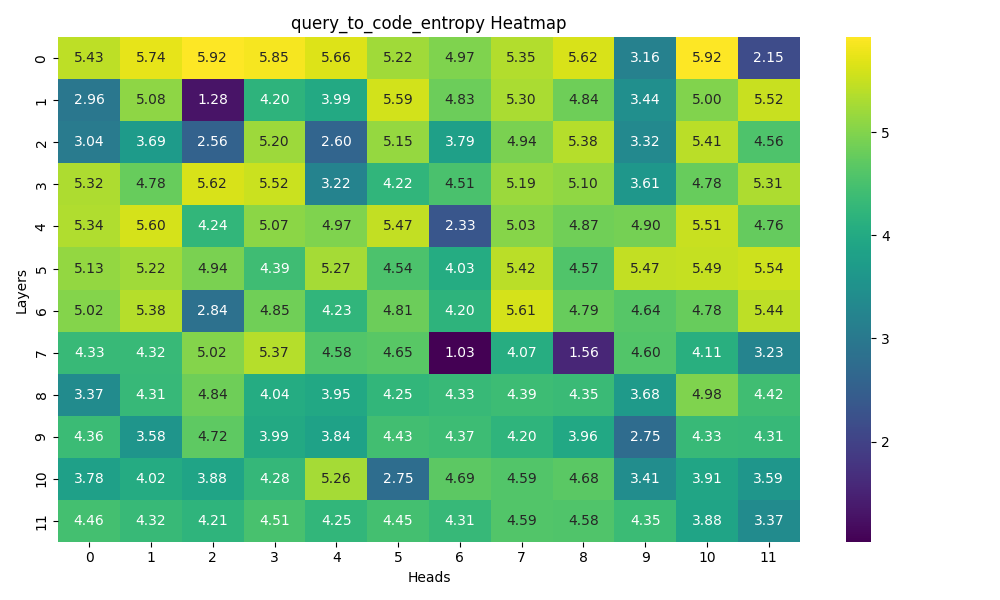 query_to_code_entropy Heatmap
0 5.43 5.74 5.92 5.85 5.66 5.22 4.97 5.35 5.62 3.16 5.92 2.15
1 2.96 5.08 1.28 4.20 3.99 5.59 4.83 5.30 4.84 3.44 5.00 5.52
2 3.04 3.69 2.56 5.20 2.60 5.15 3.79 4.94 5.38 3.32 5.41 4.56
3 5.32 4.78 5.62 5.52 3.22 4.22 4.51 5.19 5.10 3.61 4.78 5.31
4 5.34 5.60 4.24 5.07 4.97 5.47 2.33 5.03 4.87 4.90 5.51 4.76
5 5.13 5.22 4.94 4.39 5.27 4.54 4.03 5.42 4.57 5.47 5.49 5.54
6 5.02 5.38 2.84 4.85 4.23 4.81 4.20 5.61 4.79 4.64 4.78 5.44
7 4.33 4.32 5.02 5.37 4.58 4.65 1.03 4.07 1.56 4.60 4.11 3.23
8 3.37 4.31 4.84 4.04 3.95 4.25 4.33 4.39 4.35 3.68 4.98 4.42
9 4.36 3.58 4.72 3.99 3.84 4.43 4.37 4.20 3.96 2.75 4.33 4.31
10 3.78 4.02 3.88 4.28 5.26 2.75 4.69 4.59 4.68 3.41 3.91 3.59
11 4.46 4.32 4.21 4.51 4.25 4.45 4.31 4.59 4.58 4.35 3.88 3.37
0 1 2 3 4 5 6 7 8 9 10 11
Heads
Layers
5
4
3
2